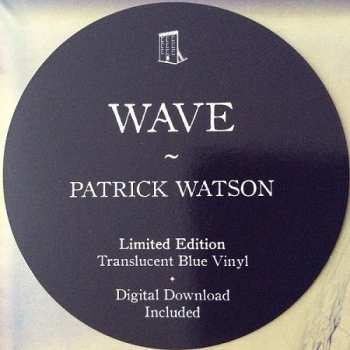 WAVE
~
PATRICK WATSON
Limited Edition
Translucent Blue Vinyl
Digital Download
Included